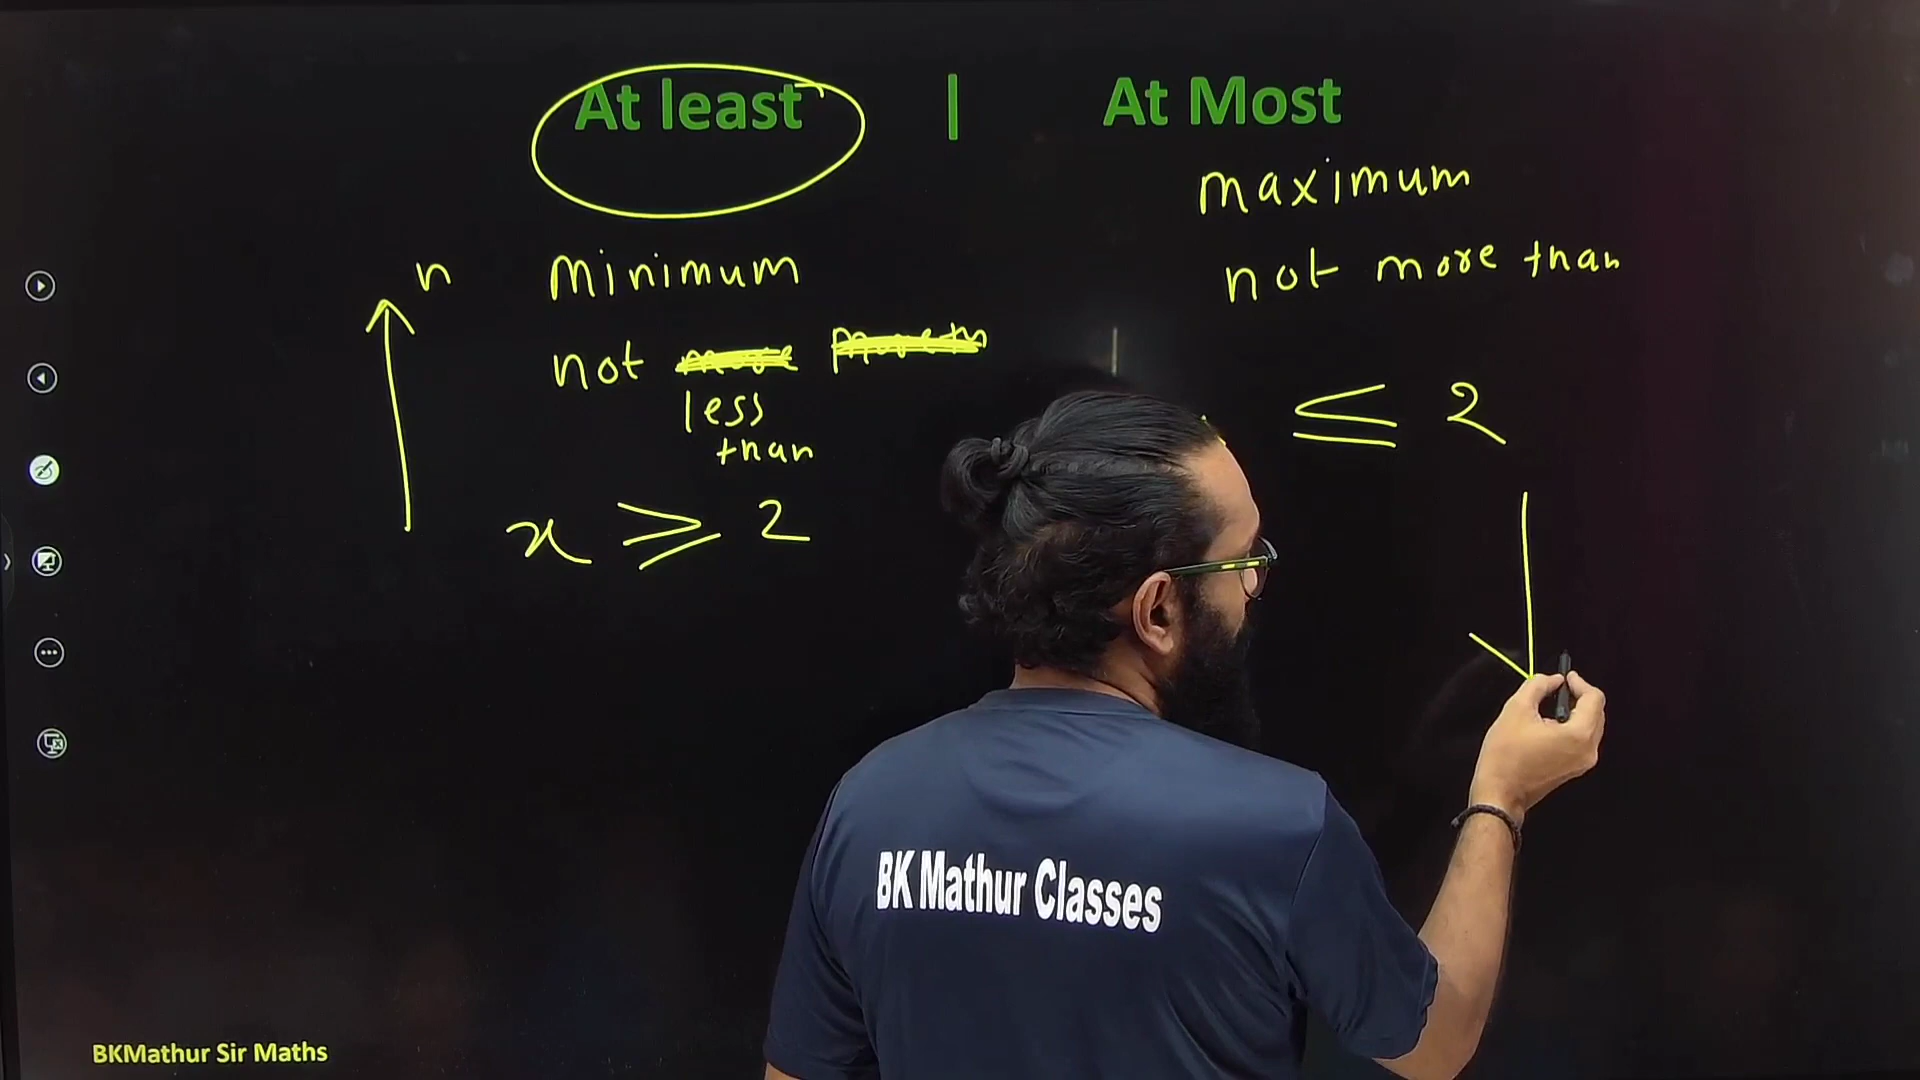 At least | At Most
maximum
n minimum
not more than
not
less
than
≤ 2
x ≥ 2
BK Mathur Classes
BKMathur Sir Maths